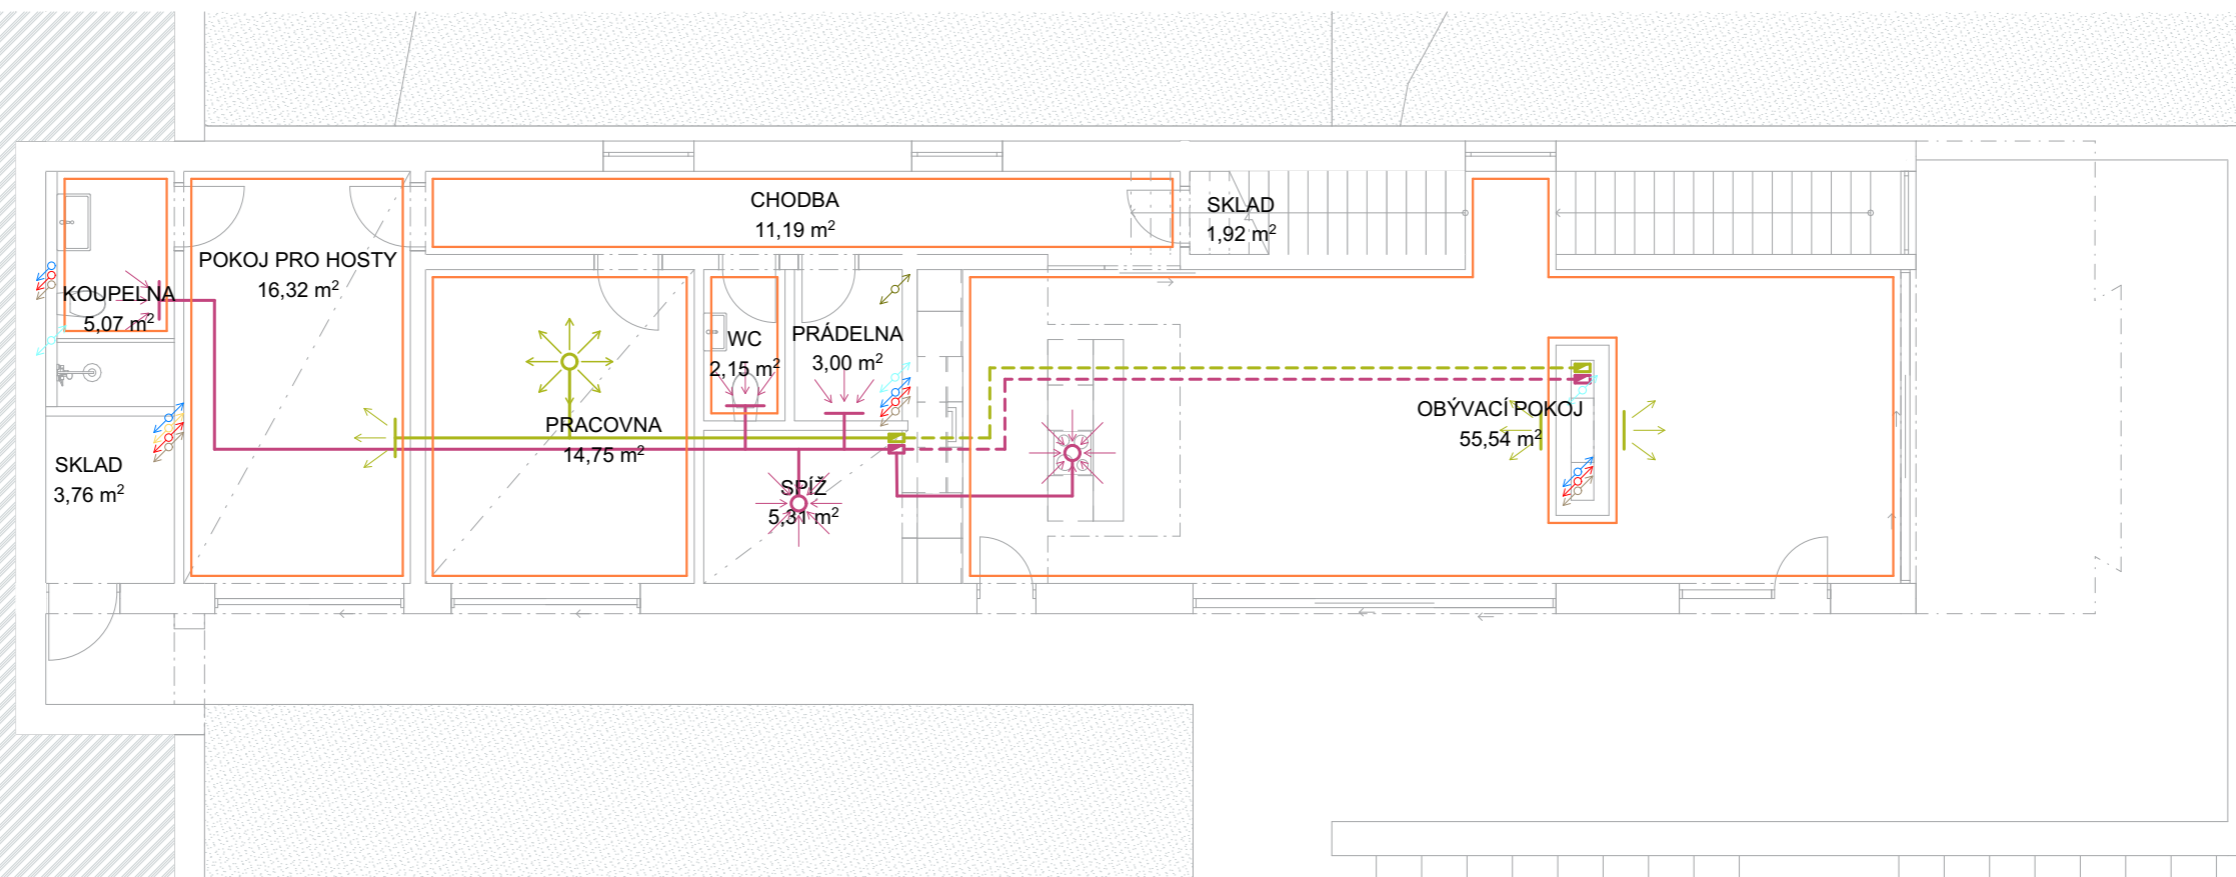 CHODBA
11,19 m²
SKLAD
1,92 m²
POKOJ PRO HOSTY
16,32 m²
KOUPELNA
5,07 m²
WC
2,15 m²
PRÁDELNA
3,00 m²
OBÝVACÍ POKOJ
55,54 m²
PRACOVNA
14,75 m²
SKLAD
3,76 m²
SPÍŽ
5,31 m²